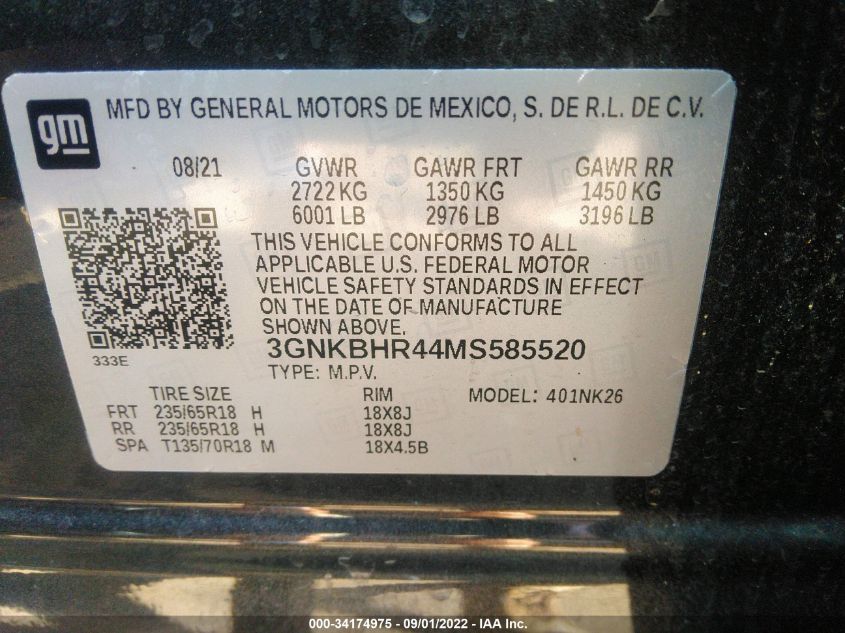 gm MFD BY GENERAL MOTORS DE MEXICO, S. DE R.L. DE C.V.
08/21 GVWR GAWR FRT GAWR RR
2722 KG 1350 KG 1450 KG
6001 LB 2976 LB 3196 LB
THIS VEHICLE CONFORMS TO ALL
APPLICABLE U.S. FEDERAL MOTOR
VEHICLE SAFETY STANDARDS IN EFFECT
ON THE DATE OF MANUFACTURE
SHOWN ABOVE.
333E
3GNKBHR44MS585520
TYPE: M.P.V.
TIRE SIZE RIM MODEL: 401NK26
FRT 235/65R18 H 18X8J
RR 235/65R18 H 18X8J
SPA T135/70R18 M 18X4.5B
000-34174975 - 09/01/2022 - IAA Inc.